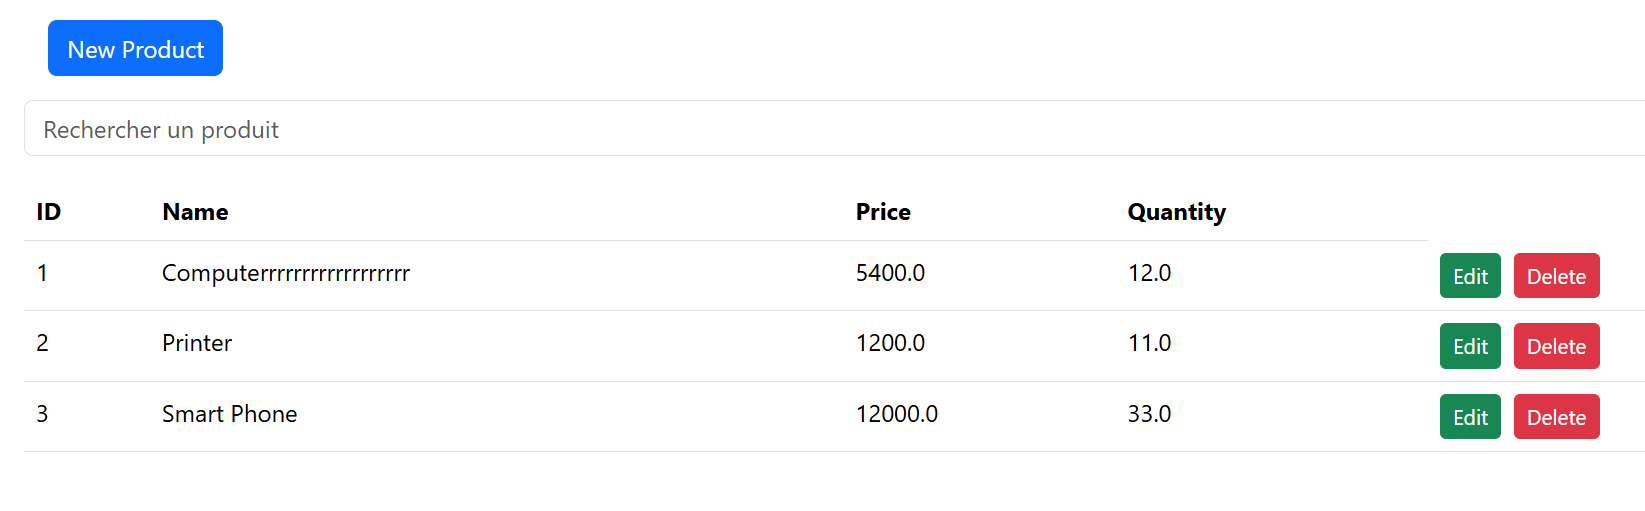 New Product
Rechercher un produit
ID Name Price Quantity
1 Computerrrrrrrrrrrrrrrrrr 5400.0 12.0 Edit Delete
2 Printer 1200.0 11.0 Edit Delete
3 Smart Phone 12000.0 33.0 Edit Delete